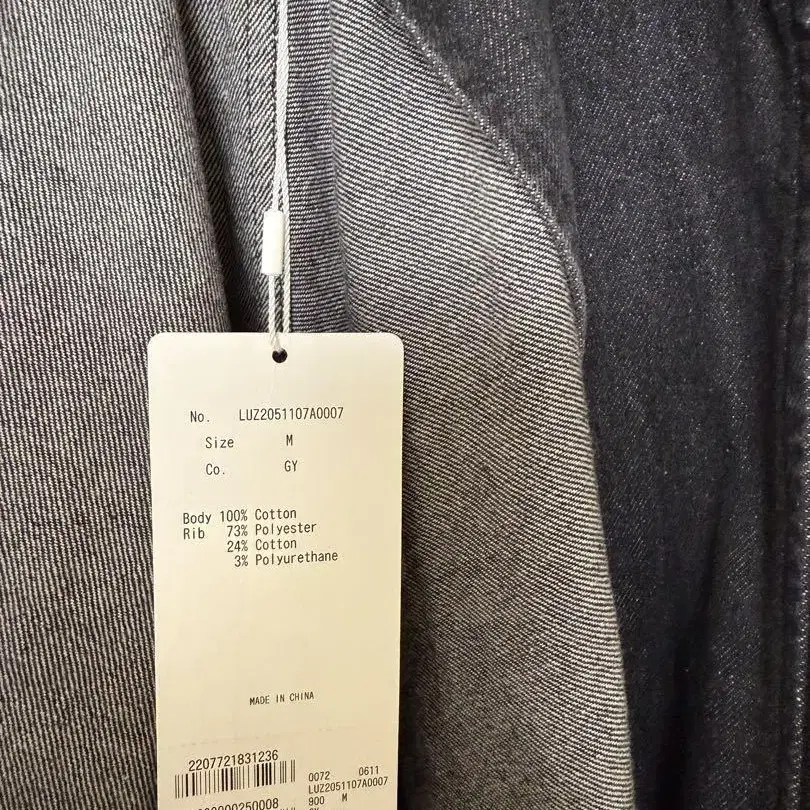 No. LUZ2051107A0007
Size M
Co. GY
Body 100% Cotton
Rib 73% Polyester
24% Cotton
3% Polyurethane
MADE IN CHINA
2207721831236
0072 0611
LUZ2051107A0007
900 M